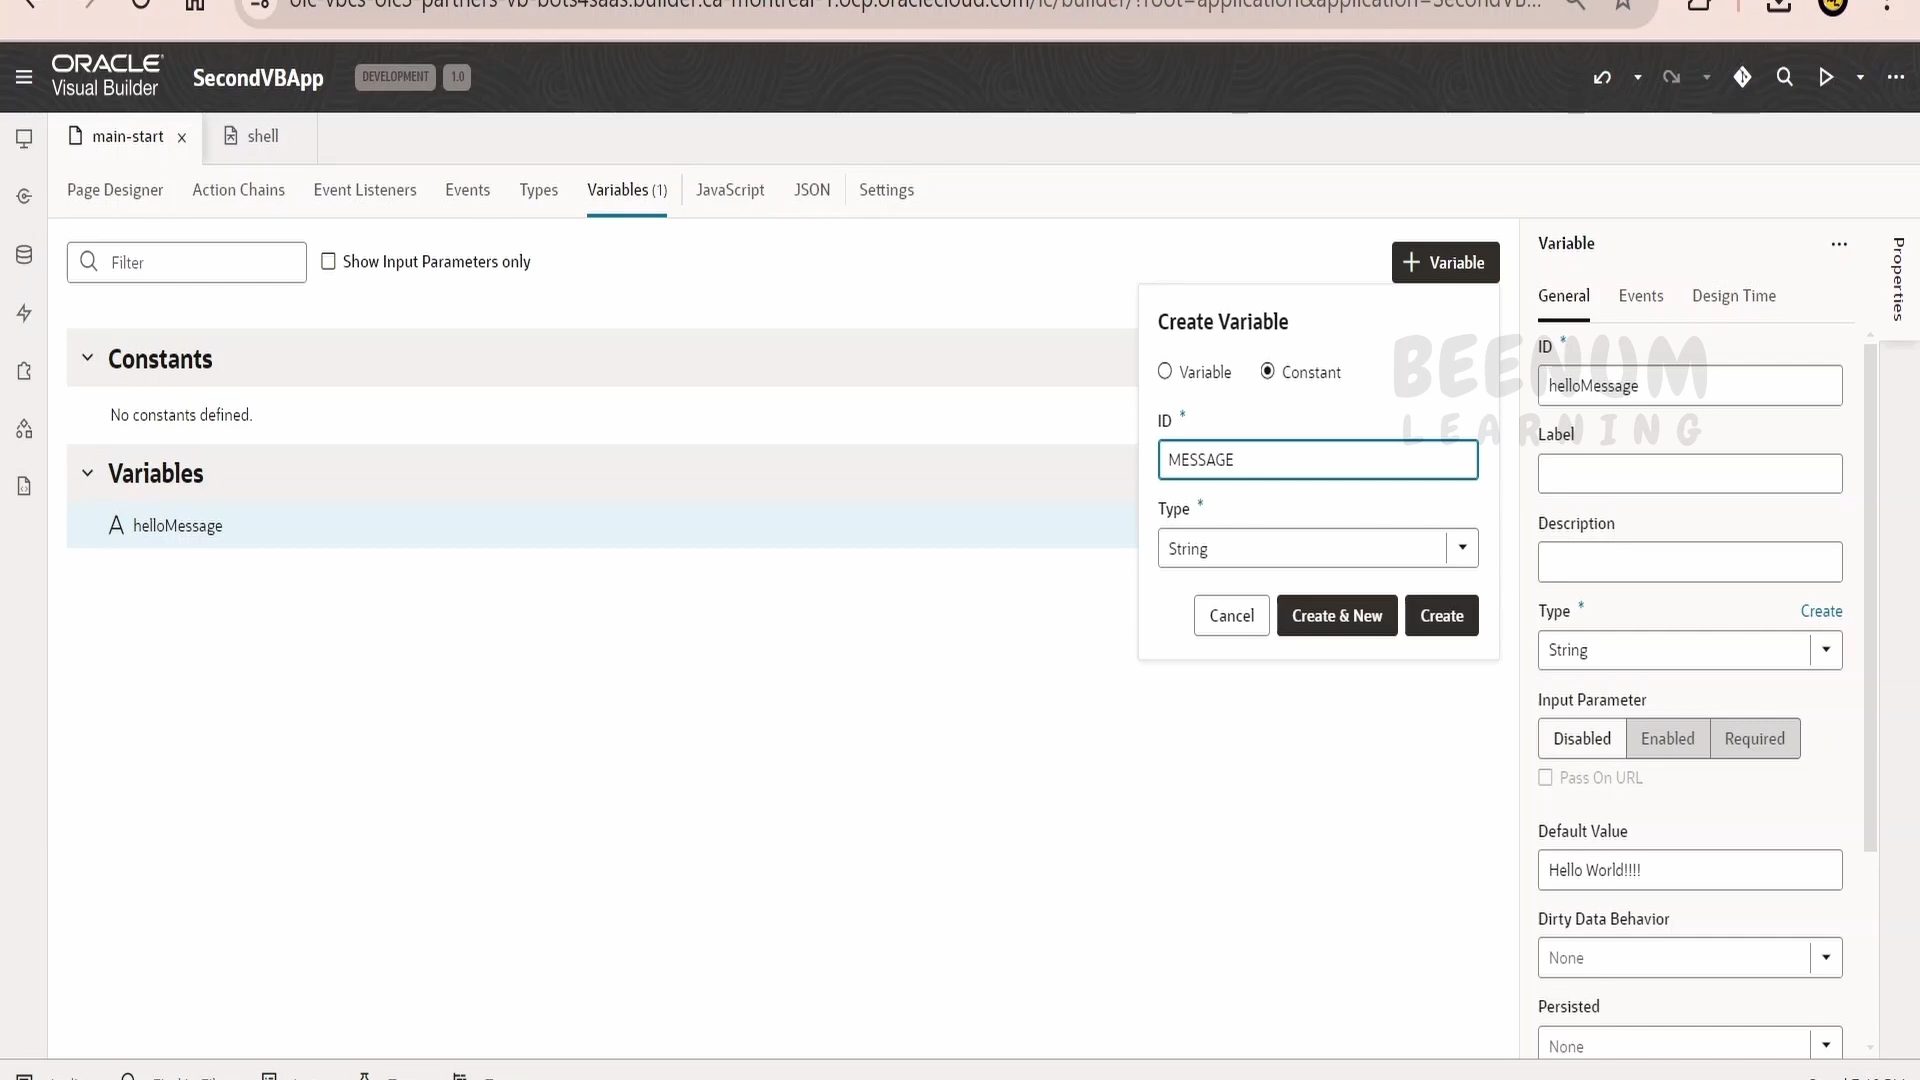 ORACLE
Visual Builder
SecondVBApp
DEVELOPMENT
1.0
main-start
shell
Page Designer
Action Chains
Event Listeners
Events
Types
Variables (1)
JavaScript
JSON
Settings
Filter
Show Input Parameters only
Variable
Constants
No constants defined.
Variables
helloMessage
Create Variable
Variable
Constant
ID *
MESSAGE
Type *
String
Cancel
Create & New
Create
BEENUM
LEARNING
Variable
Properties
General
Events
Design Time
ID *
helloMessage
Label
Description
Type *
Create
String
Input Parameter
Disabled
Enabled
Required
Pass On URL
Default Value
Hello World!!!!
Dirty Data Behavior
None
Persisted
None